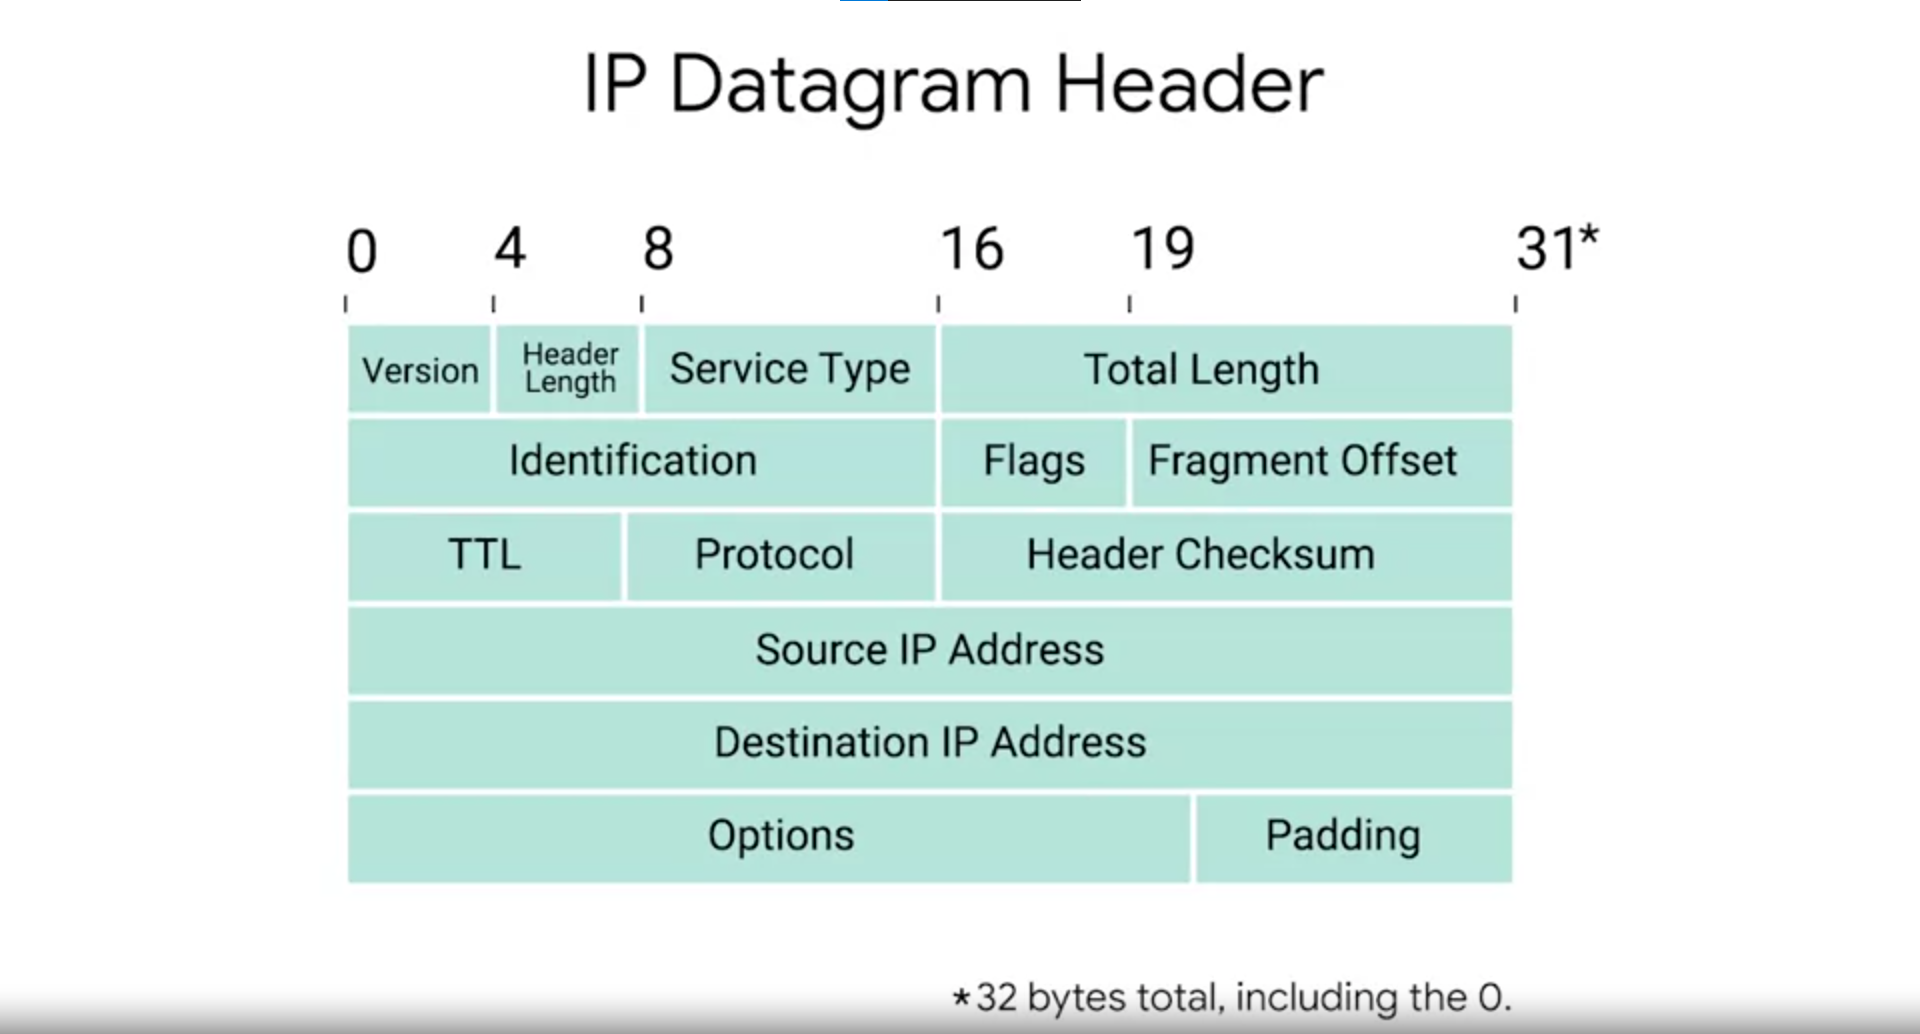 IP Datagram Header
0 4 8 16 19 31*
Version Header Length Service Type Total Length
Identification Flags Fragment Offset
TTL Protocol Header Checksum
Source IP Address
Destination IP Address
Options Padding
*32 bytes total, including the 0.